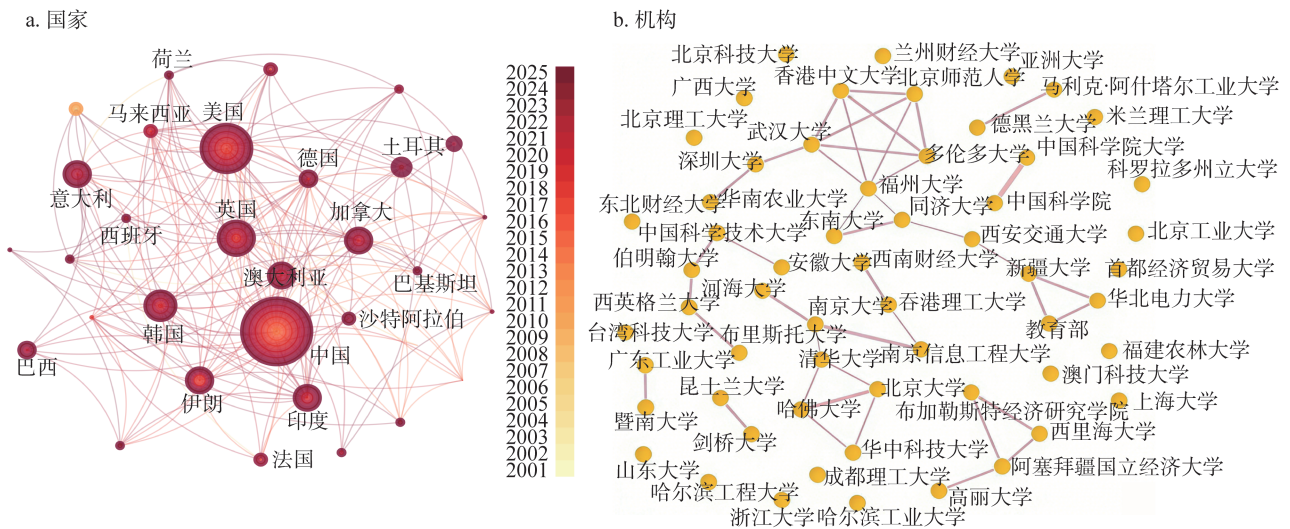 a. 国家
荷兰
马来西亚
美国
土耳其
德国
意大利
英国
加拿大
西班牙
澳大利亚
巴基斯坦
韩国
沙特阿拉伯
中国
巴西
伊朗
印度
法国
2025
2024
2023
2022
2021
2020
2019
2018
2017
2016
2015
2014
2013
2012
2011
2010
2009
2008
2007
2006
2005
2004
2003
2002
2001
b. 机构
北京科技大学
兰州财经大学
亚洲大学
广西大学
香港中文大学
北京师范人学
马利克·阿什塔尔工业大学
北京理工大学
武汉大学
德黑兰大学
米兰理工大学
深圳大学
多伦多大学
中国科学院大学
科罗拉多州立大学
福州大学
东北财经大学
华南农业大学
同济大学
中国科学院
东南大学
中国科学技术大学
西安交通大学
北京工业大学
伯明翰大学
安徽大学
西南财经大学
新疆大学
首都经济贸易大学
西英格兰大学
河海大学
南京大学
香港理工大学
华北电力大学
教育部
台湾科技大学
布里斯托大学
清华大学
南京信息工程大学
福建农林大学
广东工业大学
澳门科技大学
昆士兰大学
北京大学
哈佛大学
布加勒斯特经济研究学院
上海大学
暨南大学
剑桥大学
华中科技大学
西里海大学
山东大学
成都理工大学
阿塞拜疆国立经济大学
哈尔滨工程大学
高丽大学
浙江大学
哈尔滨工业大学